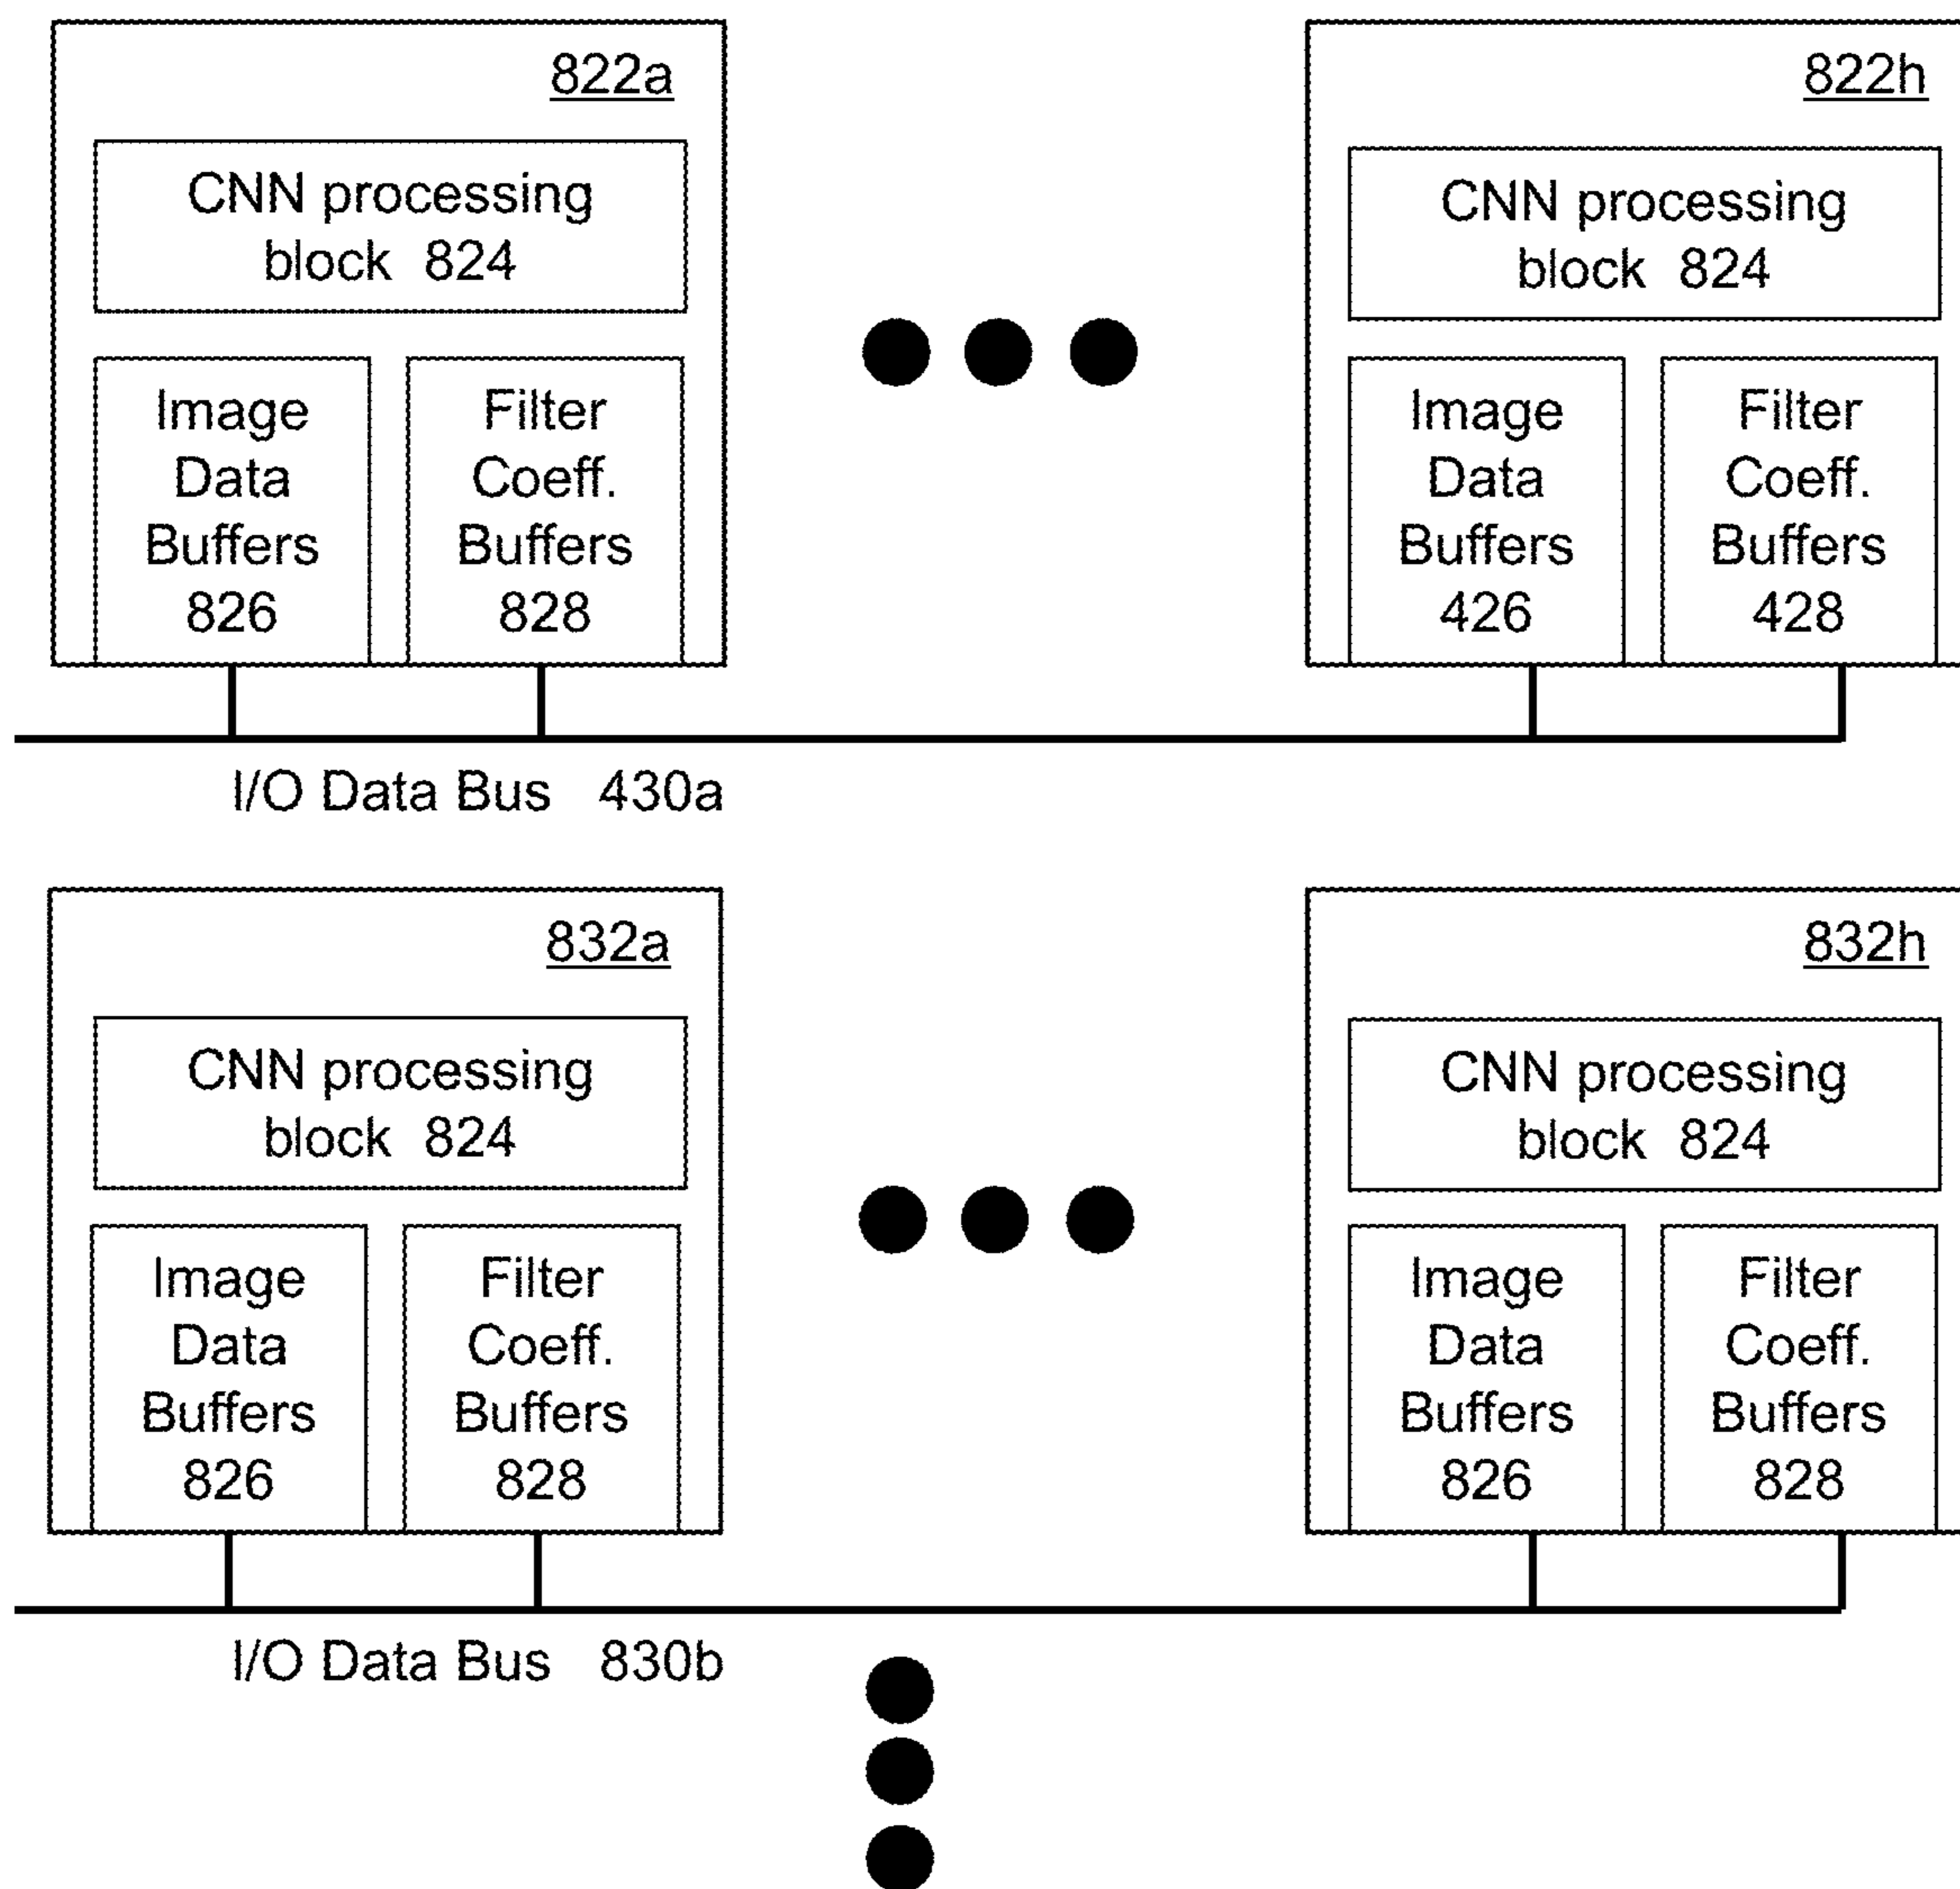 822a
CNN processing
block 824
Image
Data
Buffers
826
Filter
Coeff.
Buffers
828
822h
CNN processing
block 824
Image
Data
Buffers
426
Filter
Coeff.
Buffers
428
I/O Data Bus 430a
832a
CNN processing
block 824
Image
Data
Buffers
826
Filter
Coeff.
Buffers
828
832h
CNN processing
block 824
Image
Data
Buffers
826
Filter
Coeff.
Buffers
828
I/O Data Bus 830b